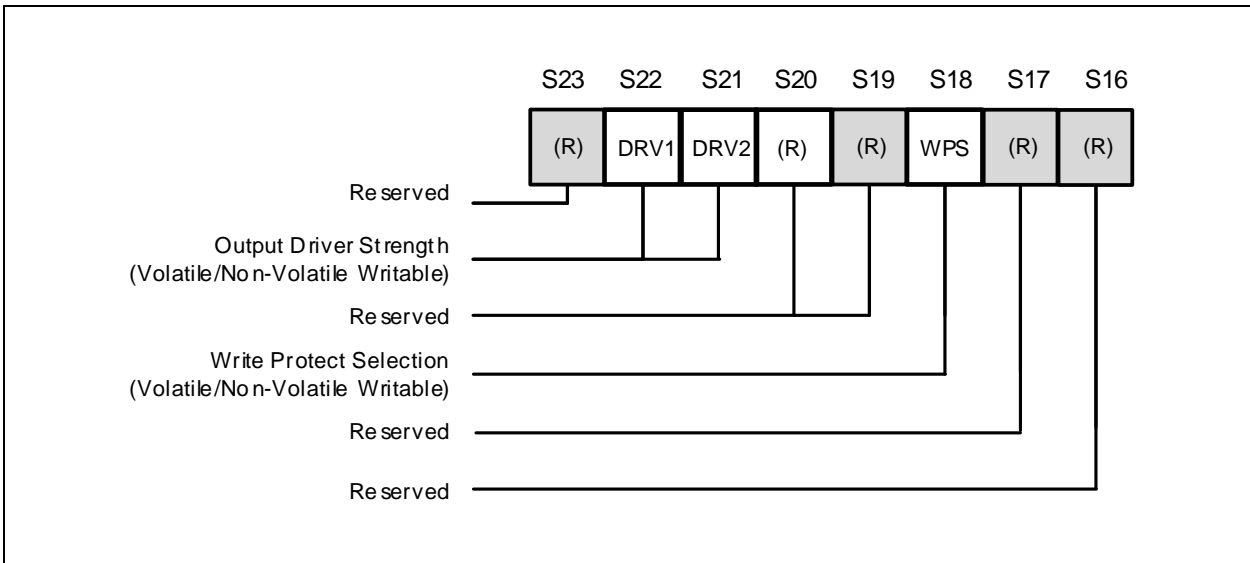 S23 S22 S21 S20 S19 S18 S17 S16
(R) DRV1 DRV2 (R) (R) WPS (R) (R)
Reserved
Output Driver Strength
(Volatile/Non-Volatile Writable)
Reserved
Write Protect Selection
(Volatile/Non-Volatile Writable)
Reserved
Reserved